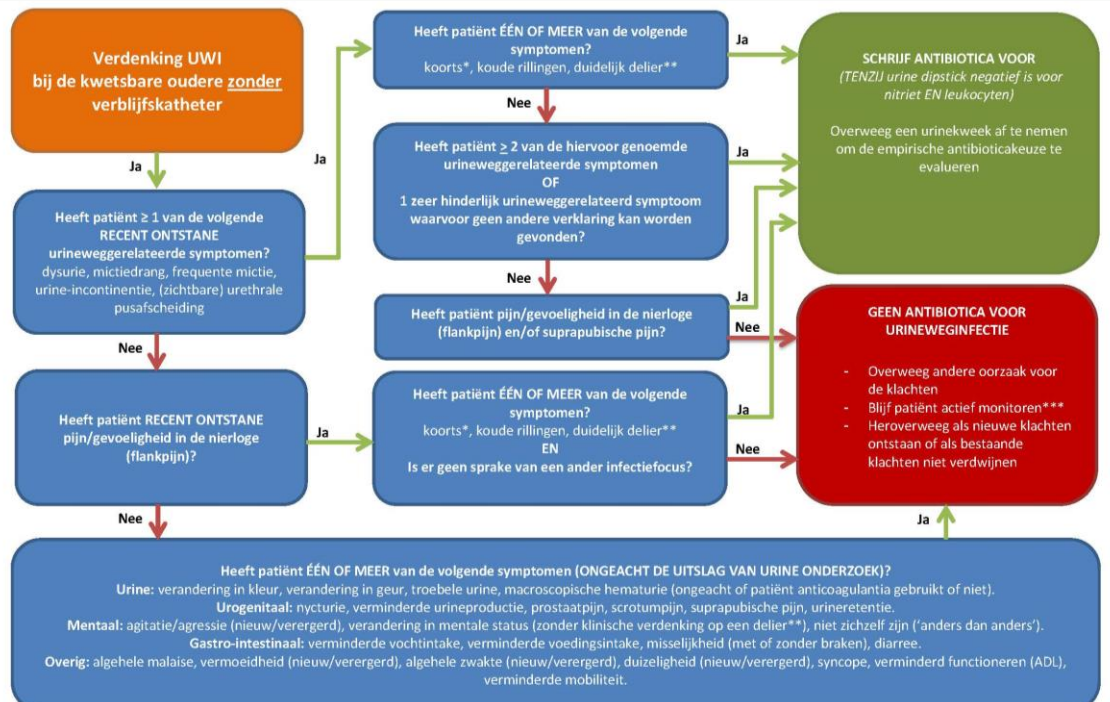 Verdenking UWI
bij de kwetsbare oudere zonder
verblijfskatheter
Ja
Heeft patiënt ≥ 1 van de volgende
RECENT ONTSTANE
urineweggerelateerde symptomen?
dysurie, mictiedrang, frequente mictie,
urine-incontinentie, (zichtbare) urethrale
pusafscheiding
Ja
Nee
Heeft patiënt RECENT ONTSTANE
pijn/gevoeligheid in de nierloge
(flankpijn)?
Ja
Nee
Heeft patiënt ÉÉN OF MEER van de volgende
symptomen?
koorts*, koude rillingen, duidelijk delier**
Ja
Nee
Heeft patiënt ≥ 2 van de hiervoor genoemde
urineweggerelateerde symptomen
OF
1 zeer hinderlijk urineweggerelateerd symptoom
waarvoor geen andere verklaring kan worden
gevonden?
Ja
Nee
Heeft patiënt pijn/gevoeligheid in de nierloge
(flankpijn) en/of suprapubische pijn?
Ja
Nee
Heeft patiënt ÉÉN OF MEER van de volgende
symptomen?
koorts*, koude rillingen, duidelijk delier**
EN
Is er geen sprake van een ander infectiefocus?
Ja
Nee
SCHRIJF ANTIBIOTICA VOOR
(TENZIJ urine dipstick negatief is voor
nitriet EN leukocyten)
Overweeg een urinekweek af te nemen
om de empirische antibioticakeuze te
evalueren
GEEN ANTIBIOTICA VOOR
URINEWEGINFECTIE
- Overweeg andere oorzaak voor
de klachten
- Blijf patiënt actief monitoren***
- Heroverweeg als nieuwe klachten
ontstaan of als bestaande
klachten niet verdwijnen
Ja
Heeft patiënt ÉÉN OF MEER van de volgende symptomen (ONGEACHT DE UITSLAG VAN URINE ONDERZOEK)?
Urine: verandering in kleur, verandering in geur, troebele urine, macroscopische hematurie (ongeacht of patiënt anticoagulantia gebruikt of niet).
Urogenitaal: nycturie, verminderde urineproductie, prostaatpijn, scrotumpijn, suprapubische pijn, urineretentie.
Mentaal: agitatie/agressie (nieuw/verergerd), verandering in mentale status (zonder klinische verdenking op een delier**), niet zichzelf zijn (‘anders dan anders’).
Gastro-intestinaal: verminderde vochtintake, verminderde voedingsintake, misselijkheid (met of zonder braken), diarree.
Overig: algehele malaise, vermoeidheid (nieuw/verergerd), algehele zwakte (nieuw/verergerd), duizeligheid (nieuw/verergerd), syncope, verminderd functioneren (ADL),
verminderde mobiliteit.